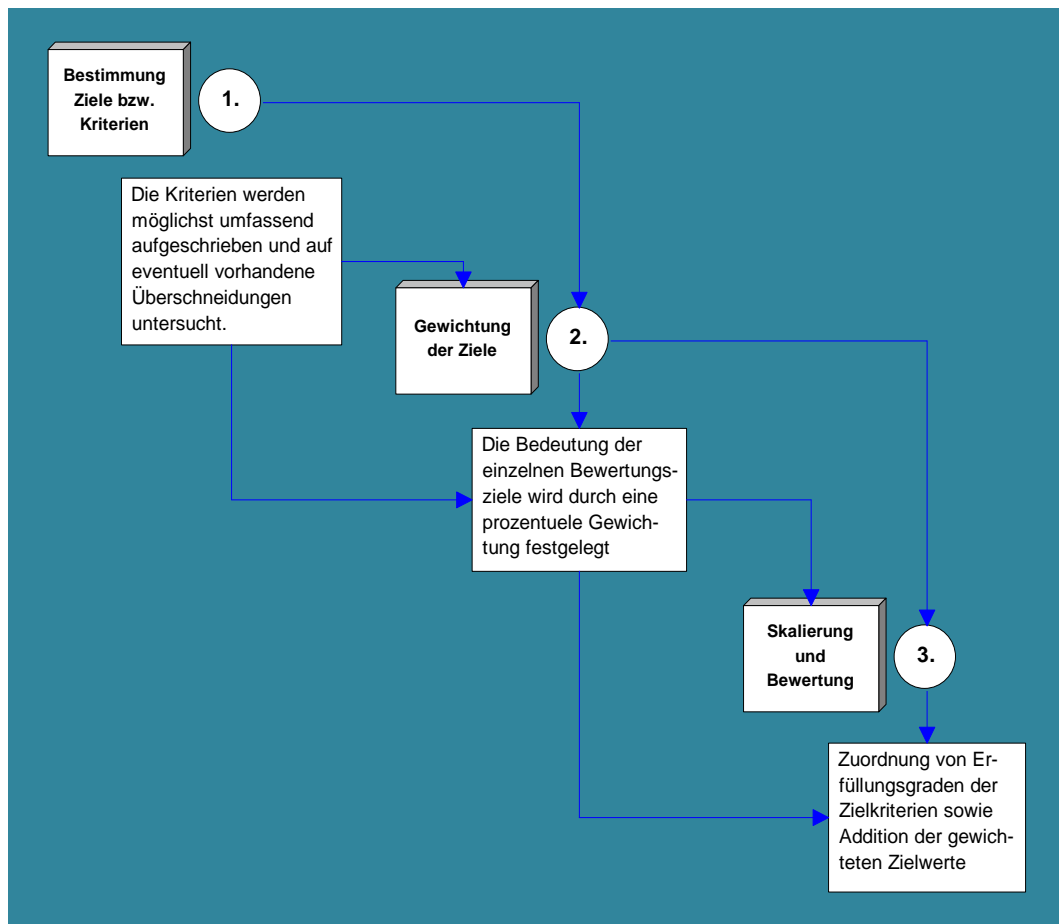 Bestimmung
Ziele bzw.
Kriterien
1.
Die Kriterien werden
möglichst umfassend
aufgeschrieben und auf
eventuell vorhandene
Überschneidungen
untersucht.
Gewichtung
der Ziele
2.
Die Bedeutung der
einzelnen Bewertungs-
ziele wird durch eine
prozentuele Gewich-
tung festgelegt
Skalierung
und
Bewertung
3.
Zuordnung von Er-
füllungsgraden der
Zielkriterien sowie
Addition der gewich-
teten Zielwerte